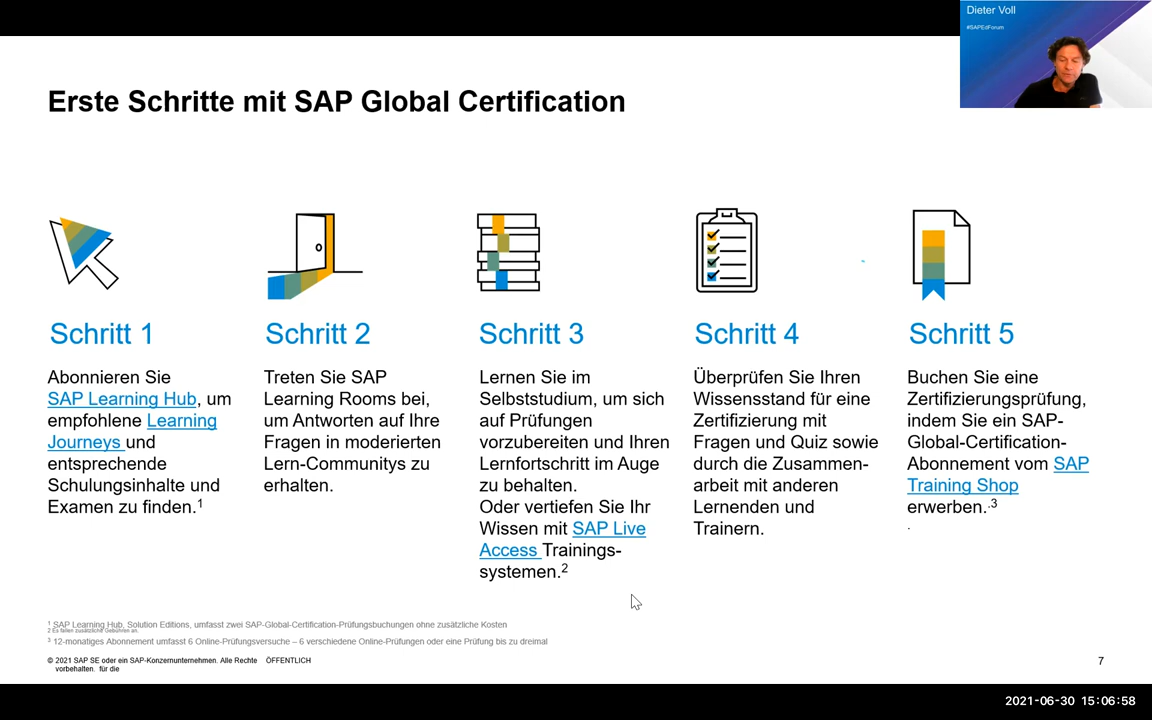 Dieter Voll
#SAPEdForum
Erste Schritte mit SAP Global Certification
Schritt 1
Abonnieren Sie
SAP Learning Hub, um
empfohlene Learning
Journeys und
entsprechende
Schulungsinhalte und
Examen zu finden.1
Schritt 2
Treten Sie SAP
Learning Rooms bei,
um Antworten auf Ihre
Fragen in moderierten
Lern-Communitys zu
erhalten.
Schritt 3
Lernen Sie im
Selbststudium, um sich
auf Prüfungen
vorzubereiten und Ihren
Lernfortschritt im Auge
zu behalten.
Oder vertiefen Sie Ihr
Wissen mit SAP Live
Access Trainings-
systemen.2
Schritt 4
Überprüfen Sie Ihren
Wissensstand für eine
Zertifizierung mit
Fragen und Quiz sowie
durch die Zusammen-
arbeit mit anderen
Lernenden und
Trainern.
Schritt 5
Buchen Sie eine
Zertifizierungsprüfung,
indem Sie ein SAP-
Global-Certification-
Abonnement vom SAP
Training Shop
erwerben..3
.
1 SAP Learning Hub, Solution Editions, umfasst zwei SAP-Global-Certification-Prüfungsbuchungen ohne zusätzliche Kosten
2 Es fallen zusätzliche Gebühren an.
3 12-monatiges Abonnement umfasst 6 Online-Prüfungsversuche – 6 verschiedene Online-Prüfungen oder eine Prüfung bis zu dreimal
© 2021 SAP SE oder ein SAP-Konzernunternehmen. Alle Rechte ÖFFENTLICH
vorbehalten. für die
7
2021-06-30 15:06:58